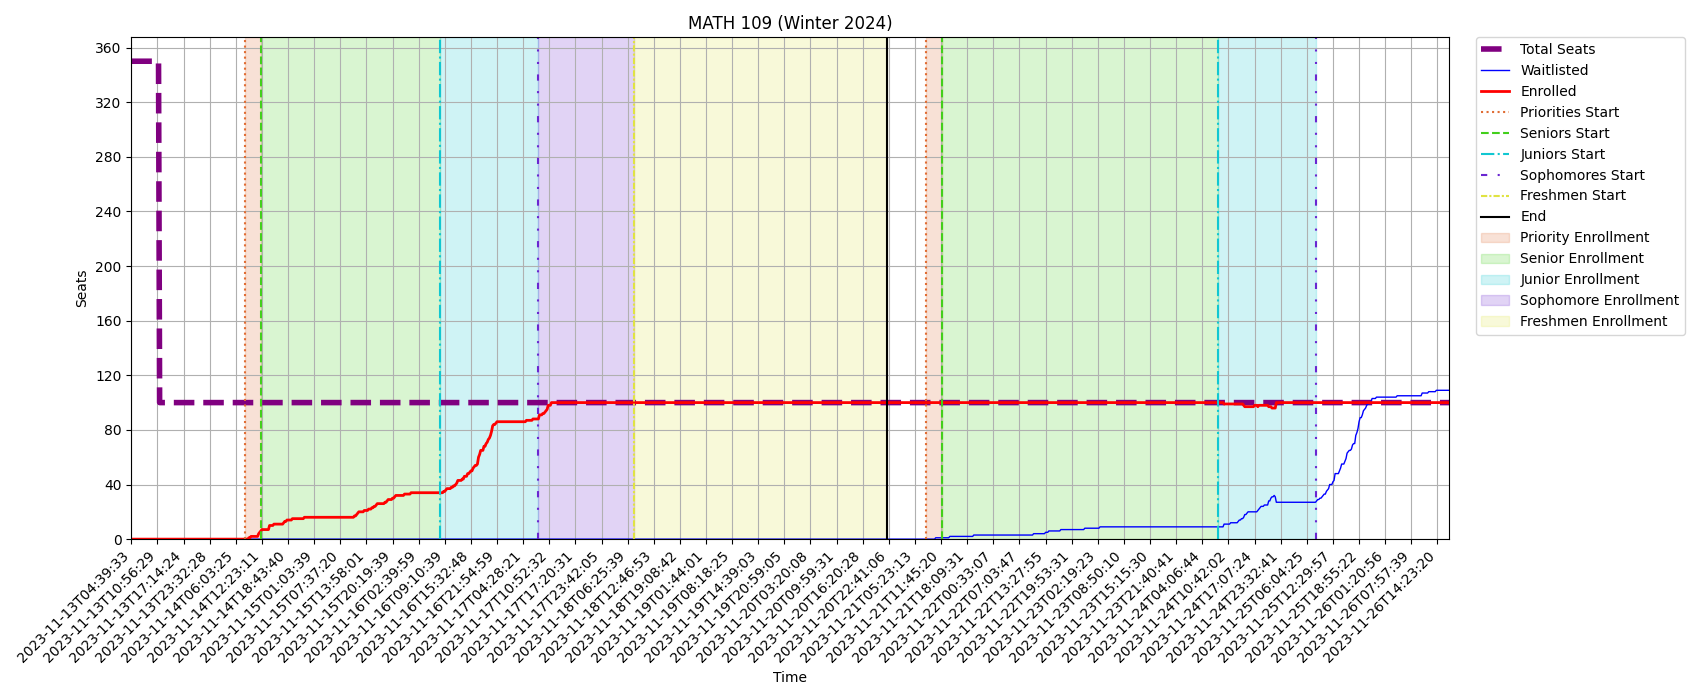 MATH 109 (Winter 2024)
Seats
360
320
280
240
200
160
120
80
40
0
2023-11-13T04:39:33
2023-11-13T10:56:29
2023-11-13T17:14:24
2023-11-13T23:32:28
2023-11-14T06:03:25
2023-11-14T12:23:11
2023-11-14T18:43:40
2023-11-15T01:03:39
2023-11-15T07:37:20
2023-11-15T13:58:01
2023-11-15T20:19:39
2023-11-16T02:39:59
2023-11-16T09:10:39
2023-11-16T15:32:48
2023-11-16T21:54:59
2023-11-17T04:28:21
2023-11-17T10:52:32
2023-11-17T17:20:31
2023-11-17T23:42:05
2023-11-18T06:25:39
2023-11-18T12:46:53
2023-11-18T19:08:42
2023-11-19T01:44:01
2023-11-19T08:18:25
2023-11-19T14:39:03
2023-11-19T20:59:05
2023-11-20T03:20:08
2023-11-20T09:59:31
2023-11-20T16:20:28
2023-11-20T22:41:06
2023-11-21T05:23:13
2023-11-21T11:45:20
2023-11-21T18:09:31
2023-11-22T00:33:07
2023-11-22T07:03:47
2023-11-22T13:27:55
2023-11-22T19:53:31
2023-11-23T02:19:23
2023-11-23T08:50:10
2023-11-23T15:15:30
2023-11-23T21:40:41
2023-11-24T04:06:44
2023-11-24T10:42:02
2023-11-24T17:07:24
2023-11-24T23:32:41
2023-11-25T06:04:25
2023-11-25T12:29:57
2023-11-25T18:55:22
2023-11-26T01:20:56
2023-11-26T07:57:39
2023-11-26T14:23:20
Time
Total Seats
Waitlisted
Enrolled
Priorities Start
Seniors Start
Juniors Start
Sophomores Start
Freshmen Start
End
Priority Enrollment
Senior Enrollment
Junior Enrollment
Sophomore Enrollment
Freshmen Enrollment